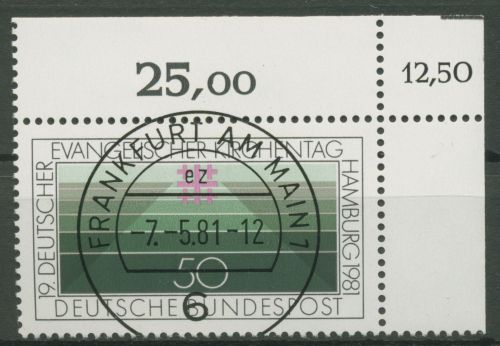 25,00
12,50
19. DEUTSCHER
EVANGELISCHER KIRCHENTAG
HAMBURG 1981
50
DEUTSCHE BUNDESPOST
FRANKFURT AM MAIN 1
ez
-7.-5.81-12
6